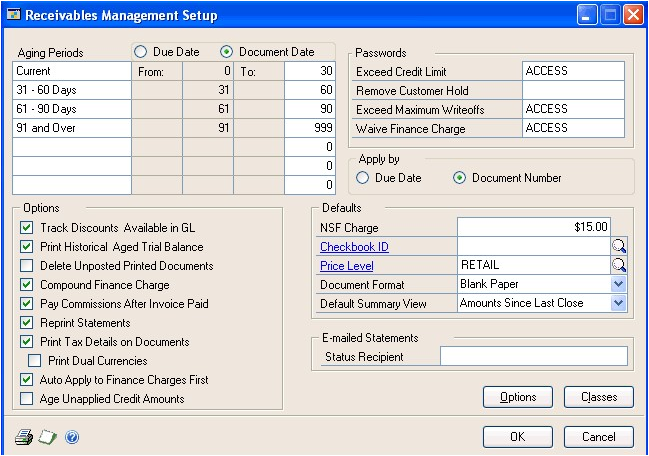 Receivables Management Setup
Aging Periods
Due Date
Document Date
Current From: 0 To: 30
31 - 60 Days 31 60
61 - 90 Days 61 90
91 and Over 91 999
0
0
0
Passwords
Exceed Credit Limit ACCESS
Remove Customer Hold
Exceed Maximum Writeoffs ACCESS
Waive Finance Charge ACCESS
Apply by
Due Date
Document Number
Options
Track Discounts Available in GL
Print Historical Aged Trial Balance
Delete Unposted Printed Documents
Compound Finance Charge
Pay Commissions After Invoice Paid
Reprint Statements
Print Tax Details on Documents
Print Dual Currencies
Auto Apply to Finance Charges First
Age Unapplied Credit Amounts
Defaults
NSF Charge $15.00
Checkbook ID
Price Level RETAIL
Document Format Blank Paper
Default Summary View Amounts Since Last Close
E-mailed Statements
Status Recipient
Options
Classes
OK
Cancel